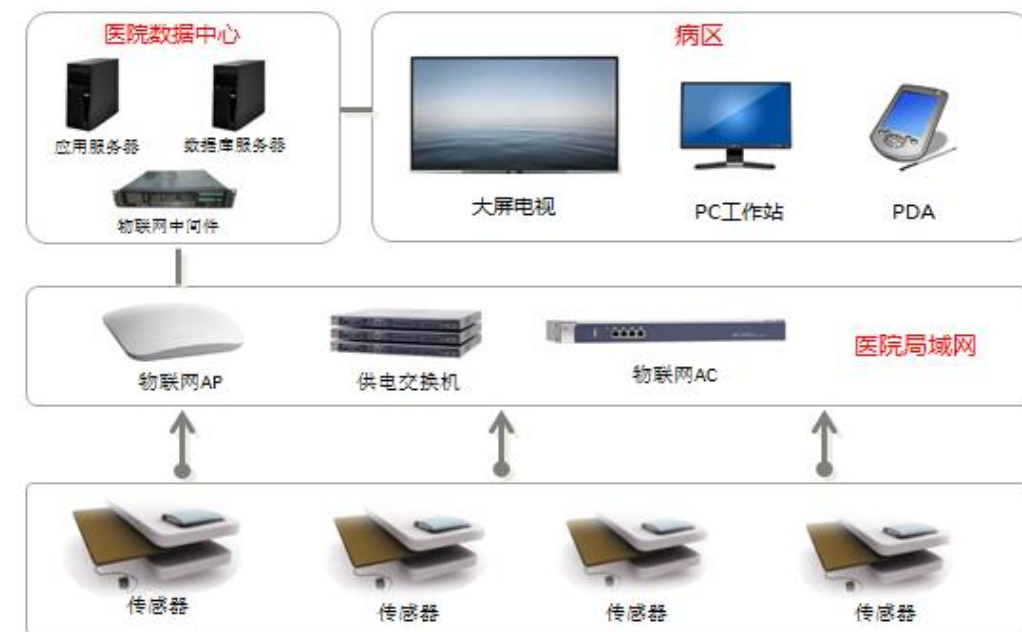 医院数据中心
应用服务器
数据库服务器
物联网中间件
病区
大屏电视
PC工作站
PDA
物联网AP
供电交换机
物联网AC
医院局域网
传感器
传感器
传感器
传感器